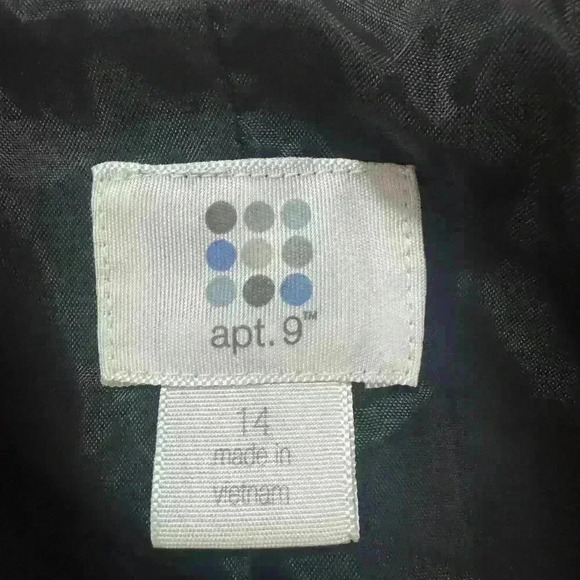 apt. 9™
14
made in
vietnam